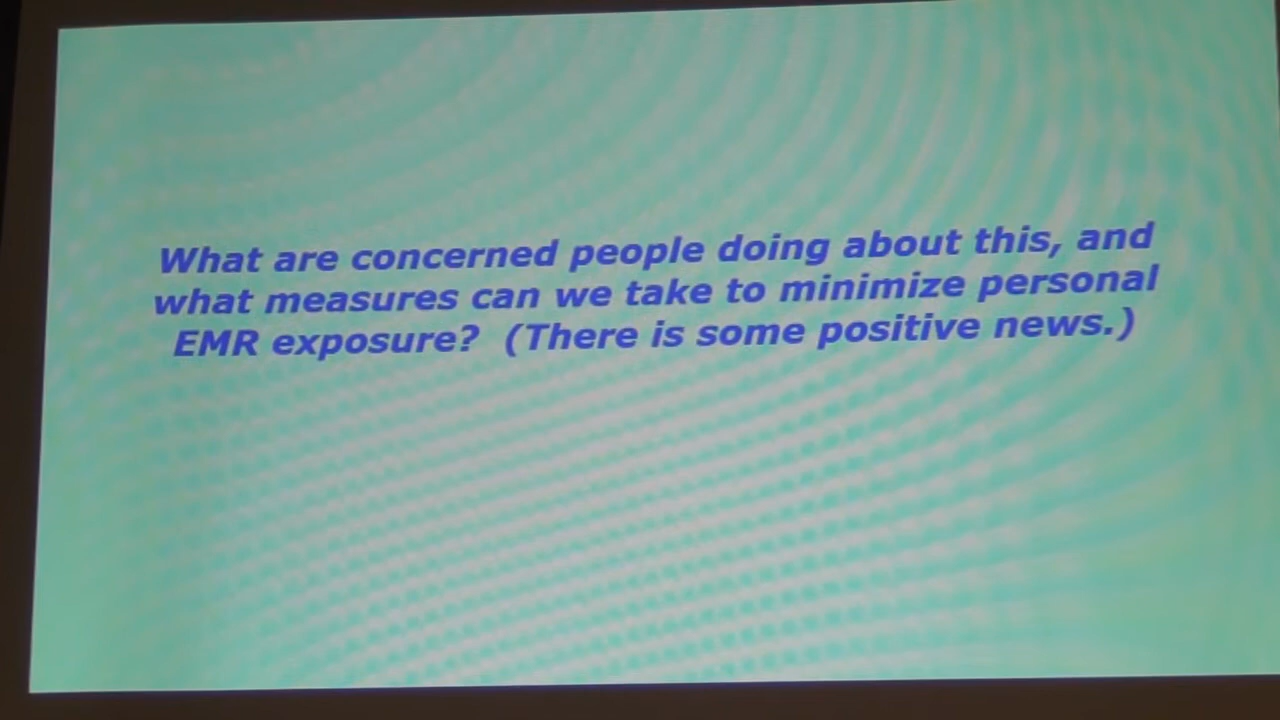 What are concerned people doing about this, and
what measures can we take to minimize personal
EMR exposure?  (There is some positive news.)